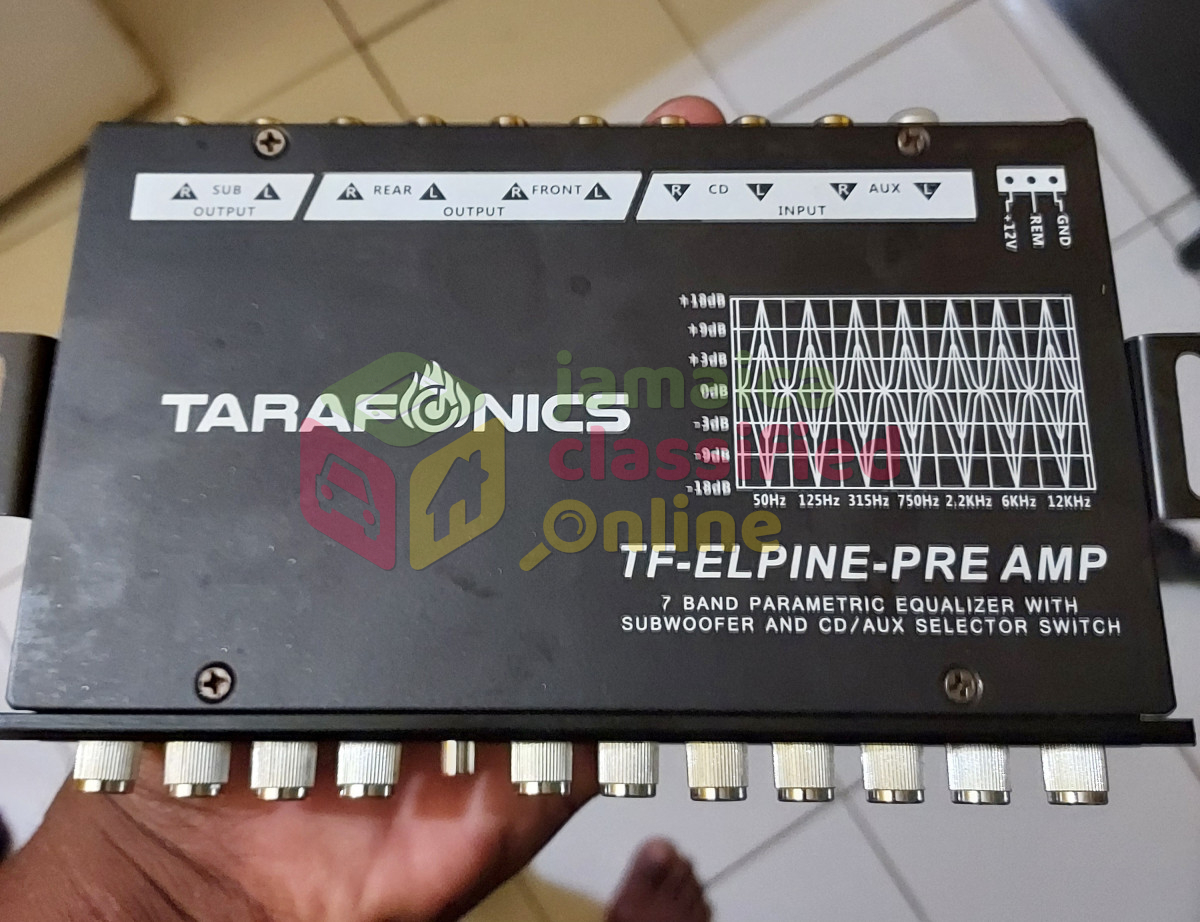 R SUB L
OUTPUT
R REAR L R FRONT L
OUTPUT
R CD L R AUX L
INPUT
+12V
REM
GND
+18dB
+9dB
+3dB
0dB
-3dB
-9dB
-18dB
50Hz 125Hz 315Hz 750Hz 2.2KHz 6KHz 12KHz
TARAFONICS
jamaica
classified
Online
TF-ELPINE-PRE AMP
7 BAND PARAMETRIC EQUALIZER WITH
SUBWOOFER AND CD/AUX SELECTOR SWITCH